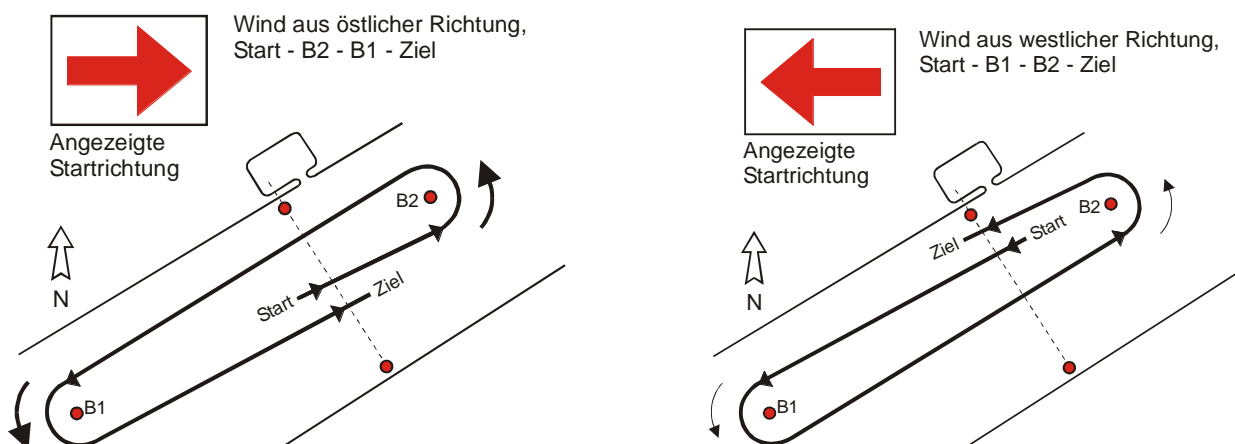 Wind aus östlicher Richtung,
Start - B2 - B1 - Ziel
Angezeigte
Startrichtung
B2
N
Start
Ziel
B1
Wind aus westlicher Richtung,
Start - B1 - B2 - Ziel
Angezeigte
Startrichtung
B2
Start
Ziel
N
B1